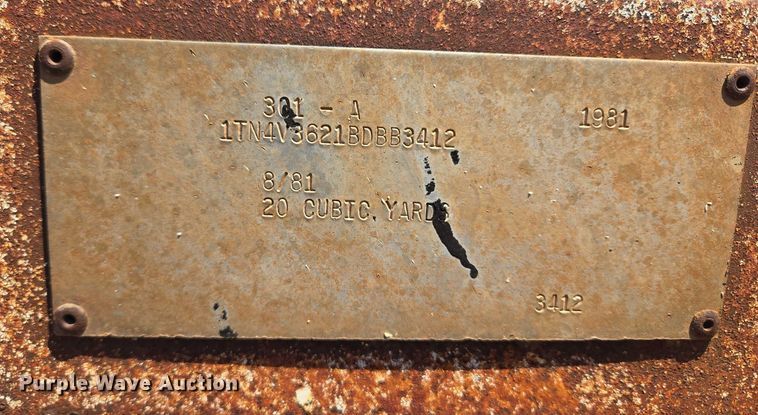 301 - A 1981
1TN4V3621BDBB3412
8/81
20 CUBIC YARDS
3412
Purple Wave Auction